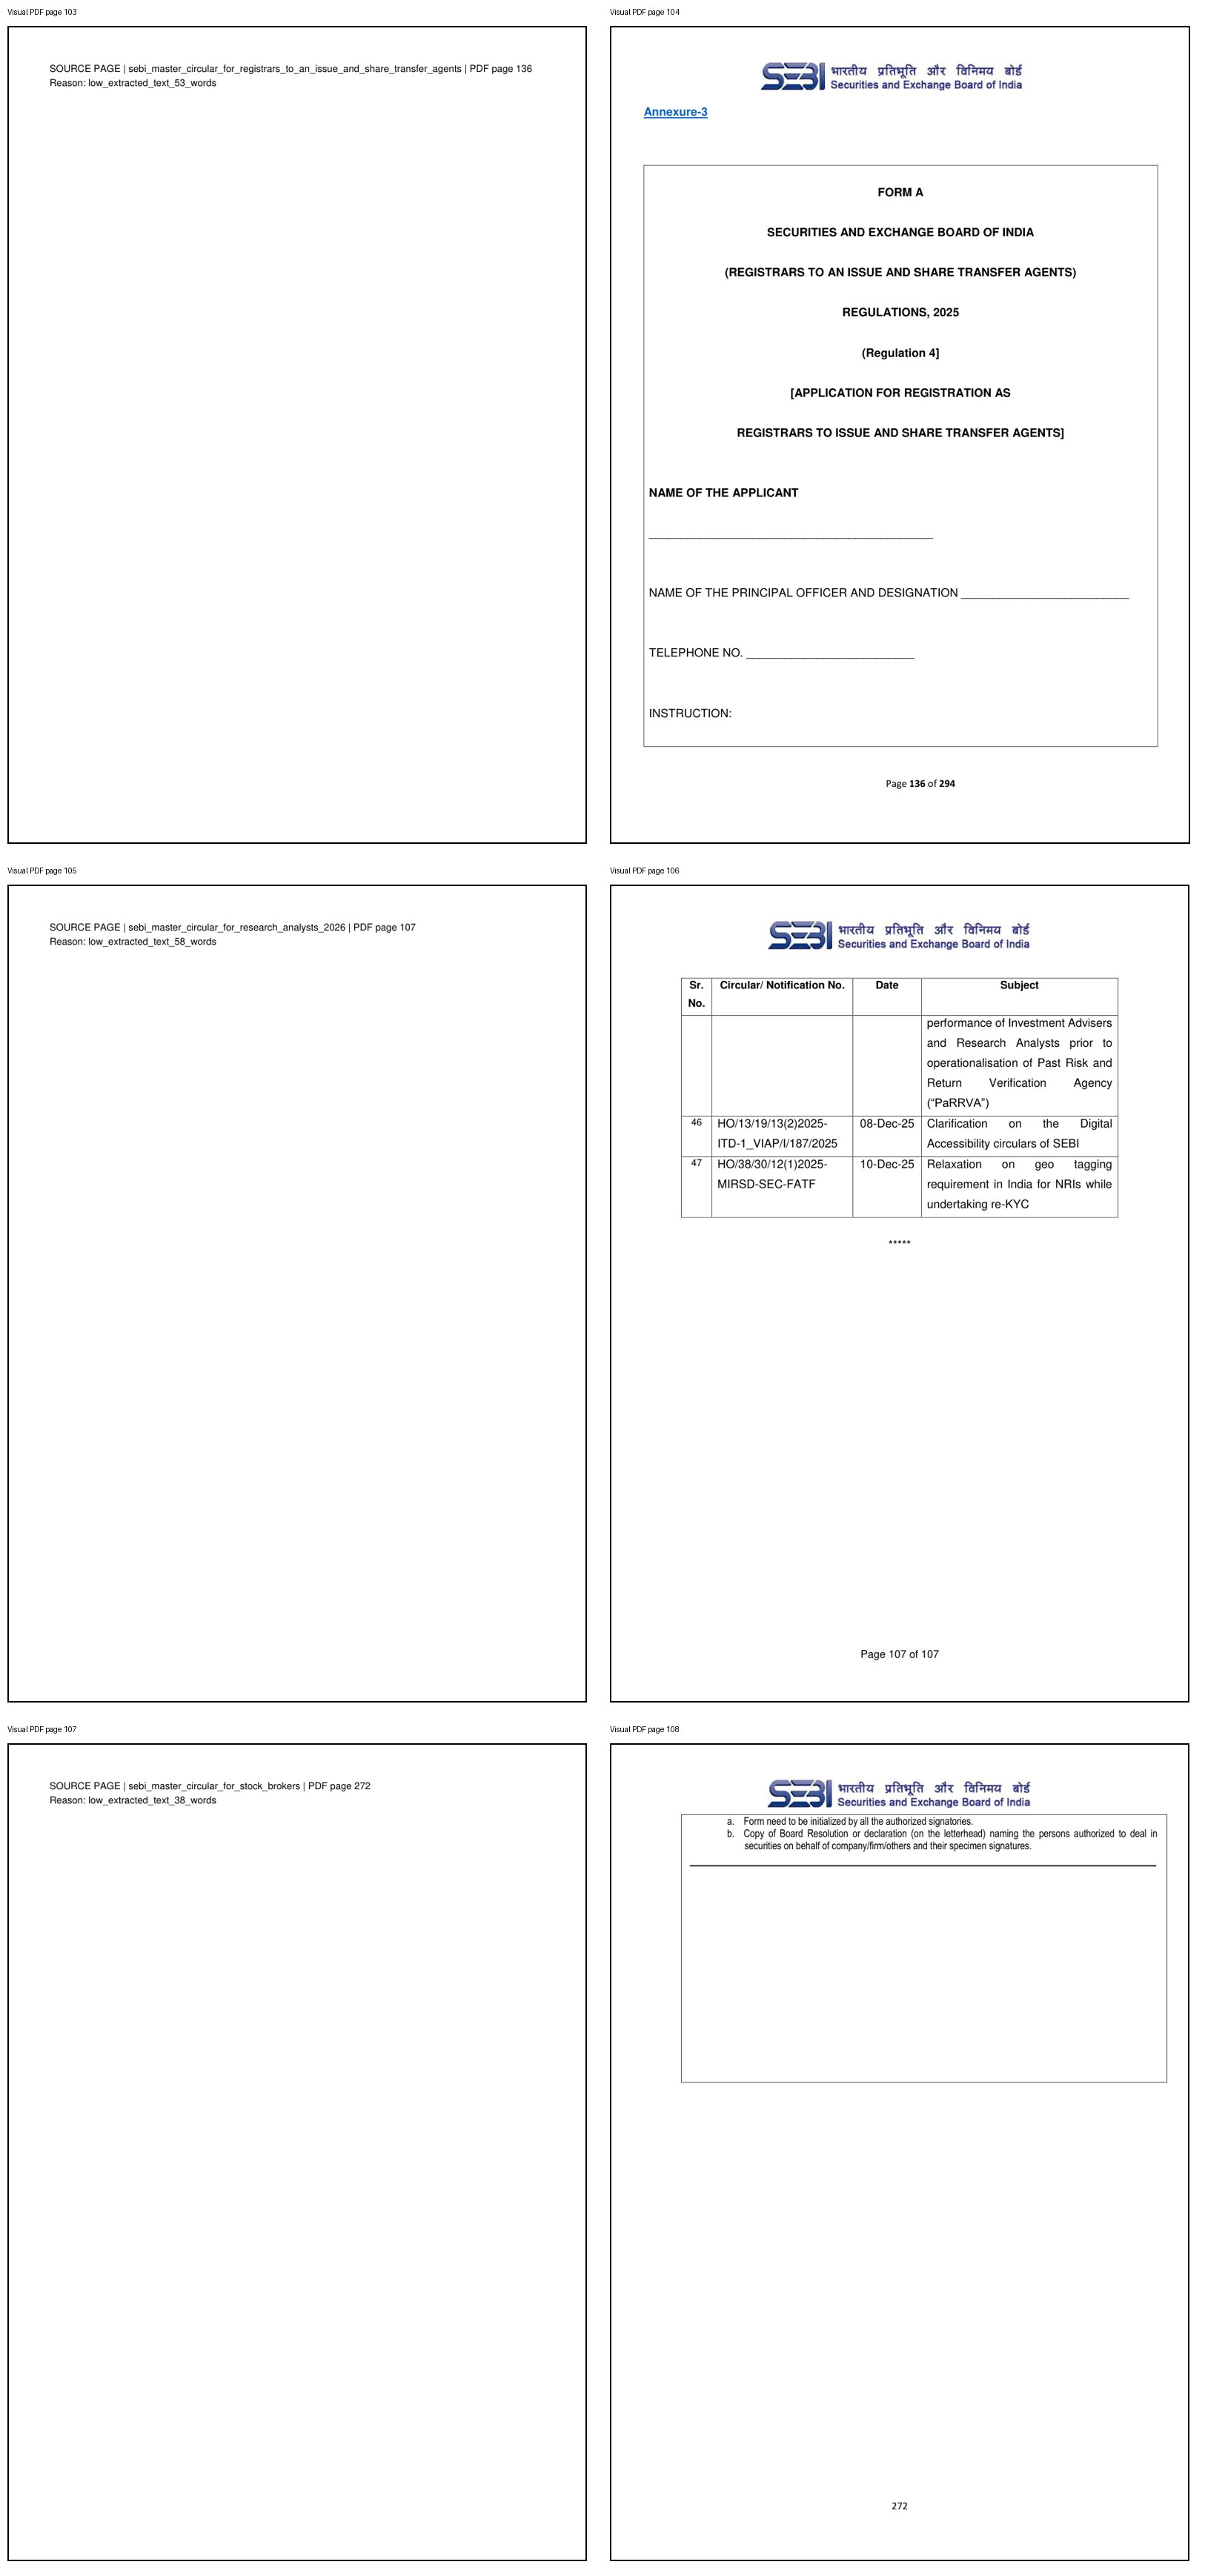 Visual PDF page 103
SOURCE PAGE | sebi_master_circular_for_registrars_to_an_issue_and_share_transfer_agents | PDF page 136
Reason: low_extracted_text_53_words
Visual PDF page 104
SEBI भारतीय प्रतिभूति और विनिमय बोर्ड
Securities and Exchange Board of India
Annexure-3
FORM A
SECURITIES AND EXCHANGE BOARD OF INDIA
(REGISTRARS TO AN ISSUE AND SHARE TRANSFER AGENTS)
REGULATIONS, 2025
(Regulation 4]
[APPLICATION FOR REGISTRATION AS
REGISTRARS TO ISSUE AND SHARE TRANSFER AGENTS]
NAME OF THE APPLICANT
____________________________________________
NAME OF THE PRINCIPAL OFFICER AND DESIGNATION __________________________
TELEPHONE NO. __________________________
INSTRUCTION:
Page 136 of 294
Visual PDF page 105
SOURCE PAGE | sebi_master_circular_for_research_analysts_2026 | PDF page 107
Reason: low_extracted_text_58_words
Visual PDF page 106
SEBI भारतीय प्रतिभूति और विनिमय बोर्ड
Securities and Exchange Board of India
Sr. No. Circular/ Notification No. Date Subject
performance of Investment Advisers
and Research Analysts prior to
operationalisation of Past Risk and
Return Verification Agency
(“PaRRVA”)
46 HO/13/19/13(2)2025- 08-Dec-25 Clarification on the Digital
ITD-1_VIAP/I/187/2025 Accessibility circulars of SEBI
47 HO/38/30/12(1)2025- 10-Dec-25 Relaxation on geo tagging
MIRSD-SEC-FATF requirement in India for NRIs while
undertaking re-KYC
*****
Page 107 of 107
Visual PDF page 107
SOURCE PAGE | sebi_master_circular_for_stock_brokers | PDF page 272
Reason: low_extracted_text_38_words
Visual PDF page 108
SEBI भारतीय प्रतिभूति और विनिमय बोर्ड
Securities and Exchange Board of India
a. Form need to be initialized by all the authorized signatories.
b. Copy of Board Resolution or declaration (on the letterhead) naming the persons authorized to deal in
securities on behalf of company/firm/others and their specimen signatures.
272